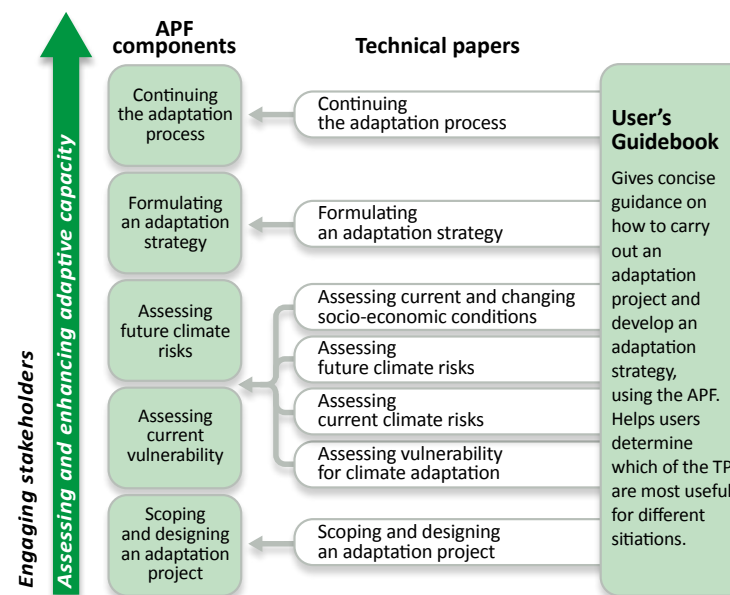 APF
components
Technical papers
Continuing
the adaptation
process
Formulating
an adaptation
strategy
Assessing
future climate
risks
Assessing
current
vulnerability
Scoping
and designing
an adaptation
project
Continuing
the adaptation process
Formulating
an adaptation strategy
Assessing current and changing
socio-economic conditions
Assessing
future climate risks
Assessing
current climate risks
Assessing vulnerability
for climate adaptation
Scoping and designing
an adaptation project
User's
Guidebook
Gives concise
guidance on
how to carry
out an
adaptation
project and
develop an
adaptation
strategy,
using the APF.
Helps users
determine
which of the TP
are most useful
for different
sitiations.
Engaging stakeholders
Assessing and enhancing adaptive capacity